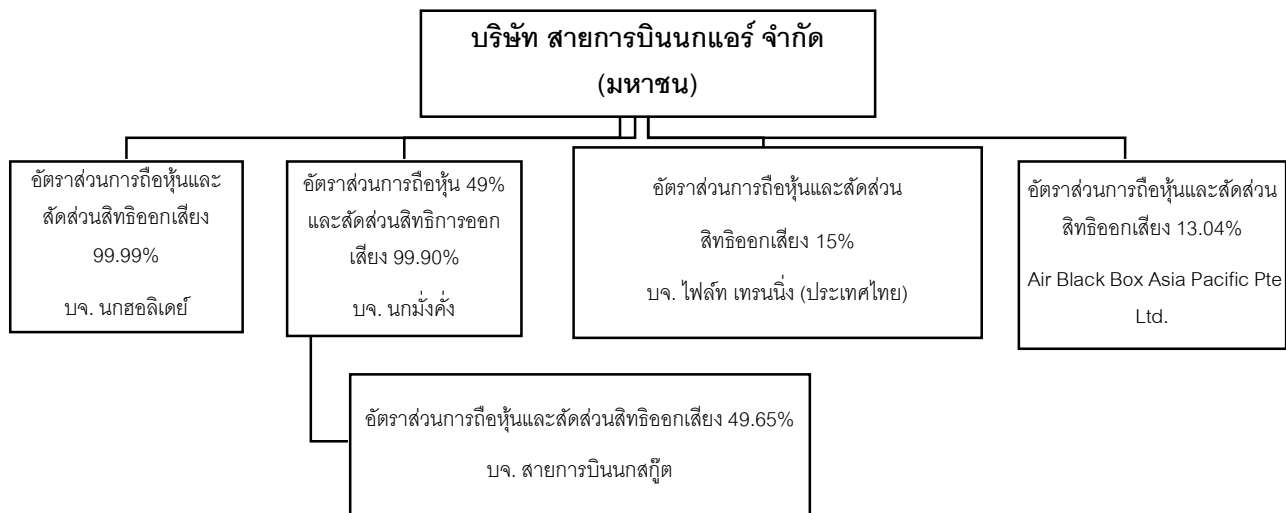 บริษัท สายการบินนกแอร์ จำกัด
(มหาชน)
อัตราส่วนการถือหุ้นและ
สัดส่วนสิทธิออกเสียง
99.99%
บจ. นกฮอลิเดย์
อัตราส่วนการถือหุ้น 49%
และสัดส่วนสิทธิการออก
เสียง 99.90%
บจ. นกมั่งคั่ง
อัตราส่วนการถือหุ้นและสัดส่วน
สิทธิออกเสียง 15%
บจ. ไฟล์ท เทรนนิ่ง (ประเทศไทย)
อัตราส่วนการถือหุ้นและสัดส่วน
สิทธิออกเสียง 13.04%
Air Black Box Asia Pacific Pte
Ltd.
อัตราส่วนการถือหุ้นและสัดส่วนสิทธิออกเสียง 49.65%
บจ. สายการบินนกสกู๊ต